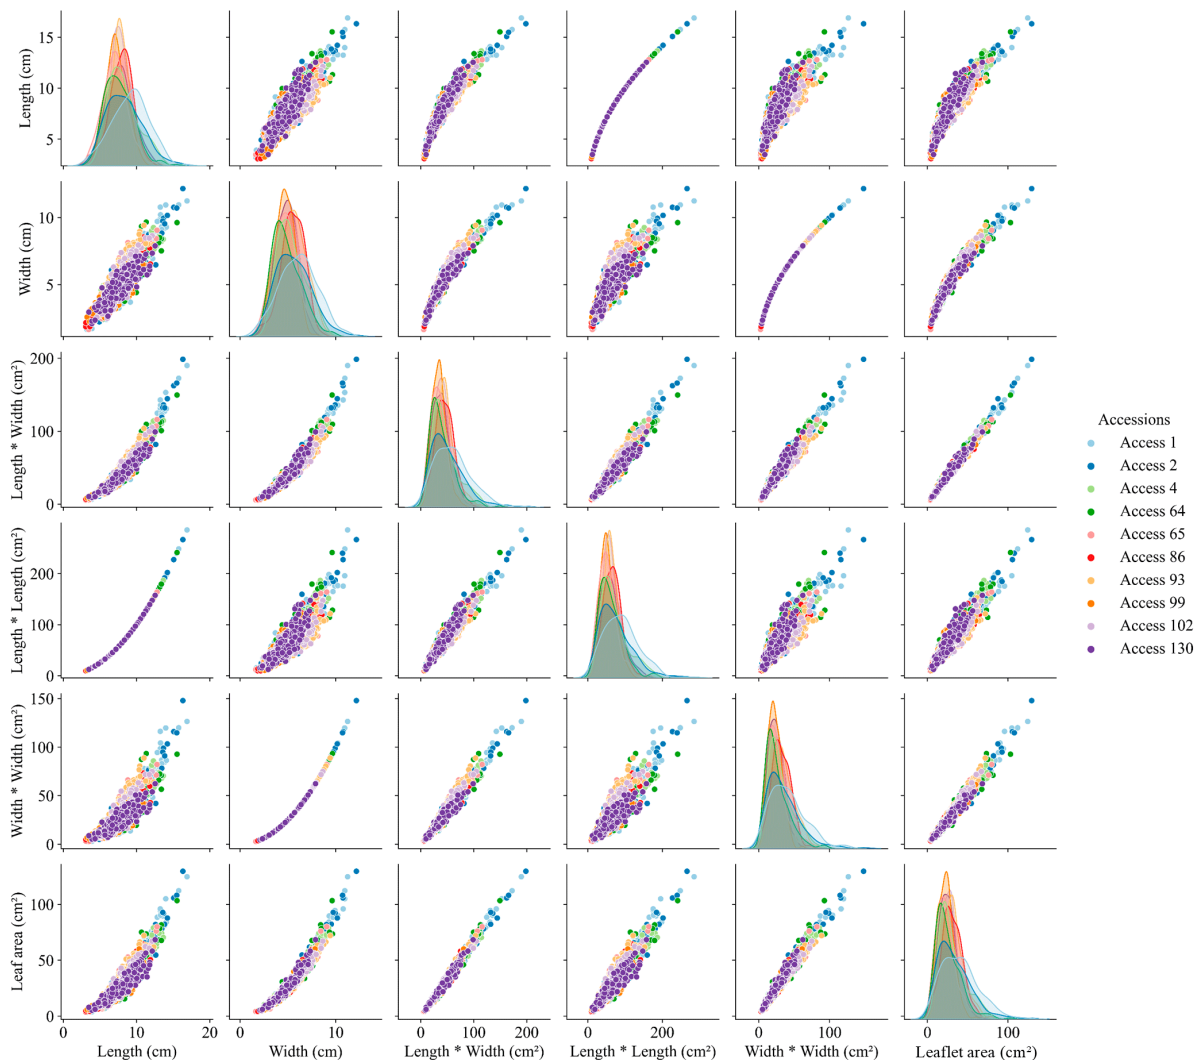 Length (cm)
15
10
5
Width (cm)
10
5
Length * Width (cm²)
200
100
0
Accessions
Access 1
Access 2
Access 4
Access 64
Access 65
Access 86
Access 93
Access 99
Access 102
Access 130
Length * Length (cm²)
200
100
0
Width * Width (cm²)
150
100
50
0
Leaf area (cm²)
100
50
0
0 10 20 0 10 0 100 200 0 200 0 100 0 100
Length (cm) Width (cm) Length * Width (cm²) Length * Length (cm²) Width * Width (cm²) Leaflet area (cm²)